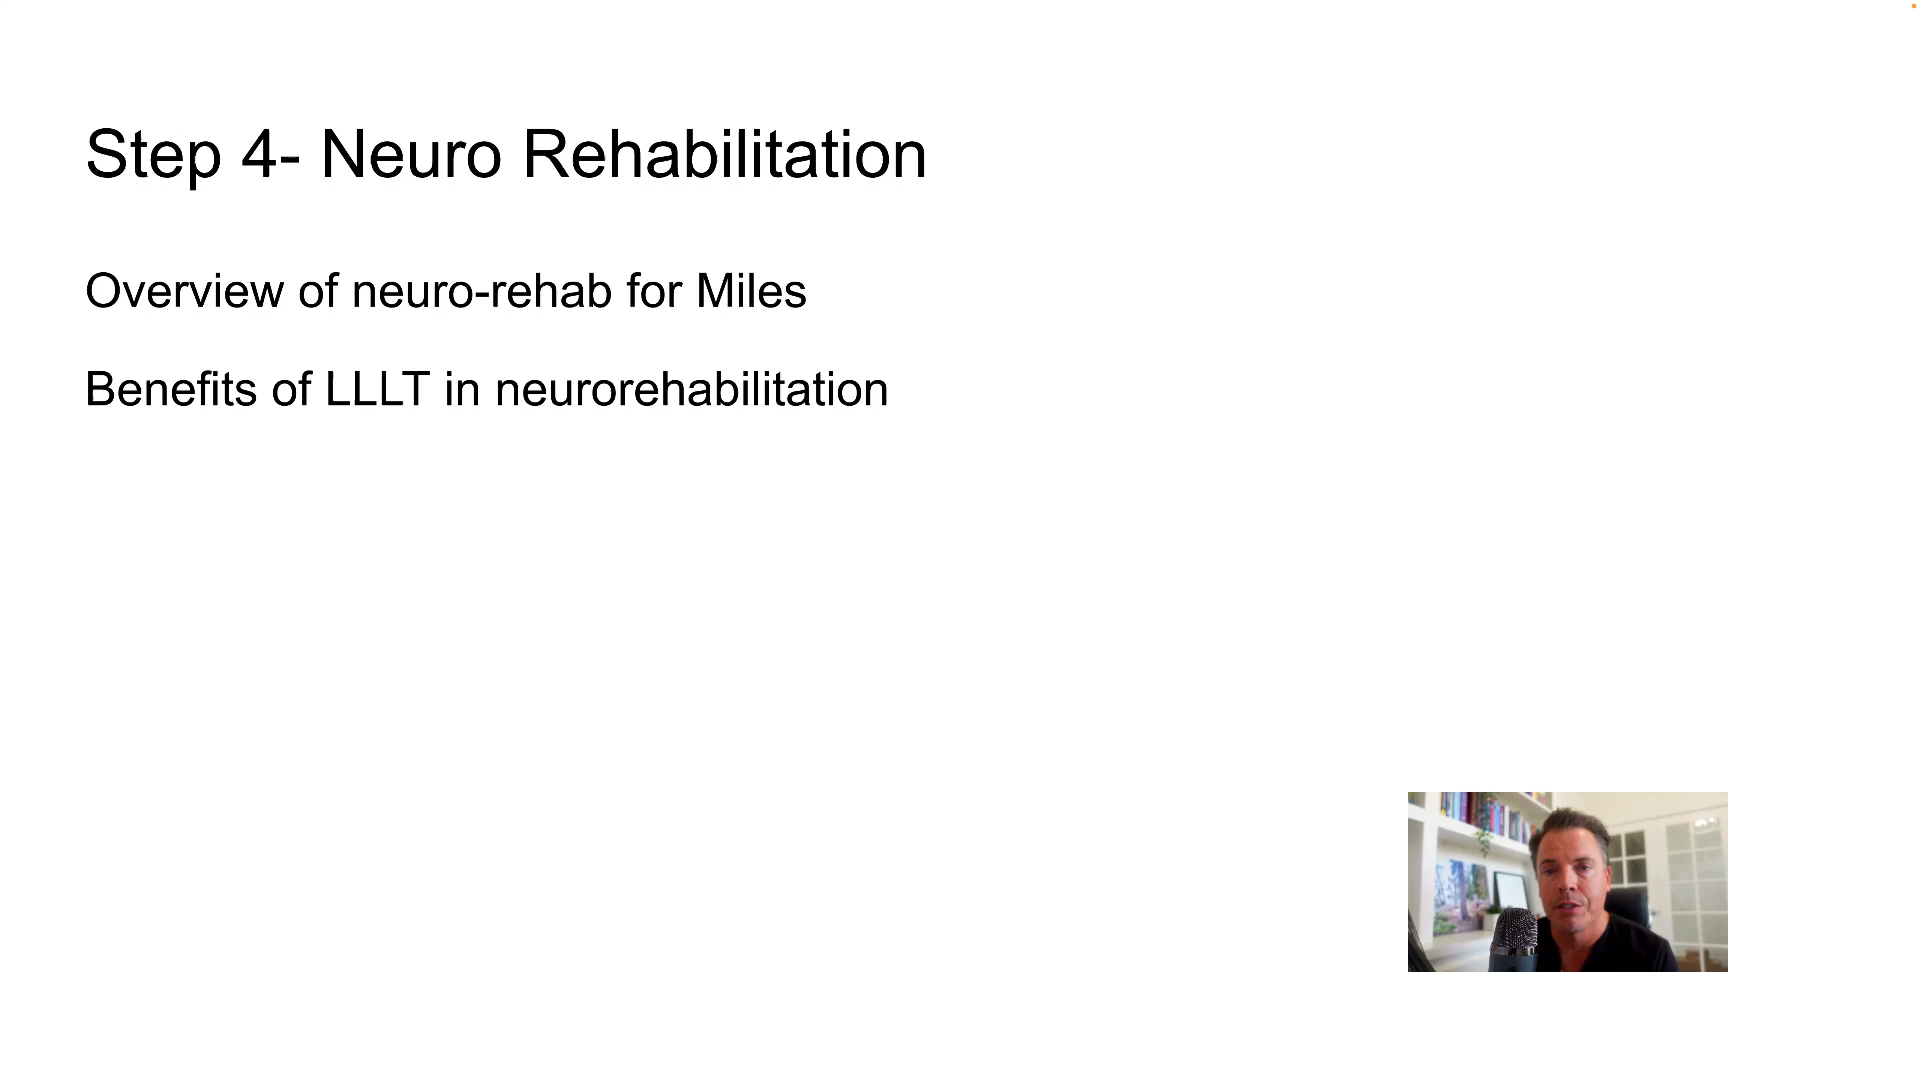 Step 4- Neuro Rehabilitation
Overview of neuro-rehab for Miles
Benefits of LLLT in neurorehabilitation